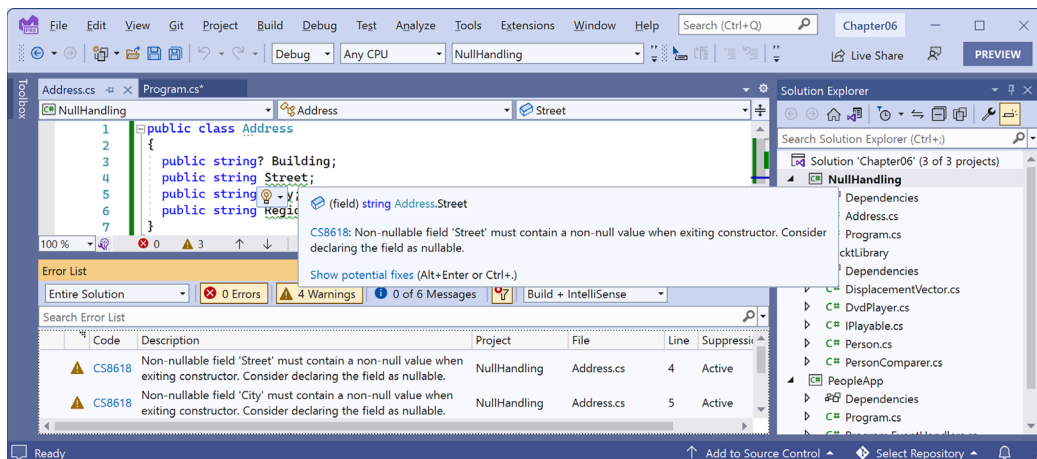 File Edit View Git Project Build Debug Test Analyze Tools Extensions Window Help Search (Ctrl+Q) Chapter06
Debug Any CPU NullHandling Live Share PREVIEW
Toolbox
Address.cs Program.cs*
NullHandling Address Street
1 public class Address
2 {
3 public string? Building;
4 public string Street;
5 public string
6 public string Regio
7 }
(field) string Address.Street
CS8618: Non-nullable field 'Street' must contain a non-null value when exiting constructor. Consider
declaring the field as nullable.
Show potential fixes (Alt+Enter or Ctrl+.)
100 % 0 3
Error List
Entire Solution 0 Errors 4 Warnings 0 of 6 Messages Build + IntelliSense
Search Error List
Code Description Project File Line Suppressi
CS8618 Non-nullable field 'Street' must contain a non-null value when NullHandling Address.cs 4 Active
exiting constructor. Consider declaring the field as nullable.
CS8618 Non-nullable field 'City' must contain a non-null value when NullHandling Address.cs 5 Active
exiting constructor. Consider declaring the field as nullable.
Solution Explorer
Search Solution Explorer (Ctrl+;)
Solution 'Chapter06' (3 of 3 projects)
NullHandling
Dependencies
Address.cs
Program.cs
cktLibrary
Dependencies
C# DisplacementVector.cs
C# DvdPlayer.cs
C# IPlayable.cs
C# Person.cs
C# PersonComparer.cs
C# PeopleApp
Dependencies
C# Program.cs
Ready Add to Source Control Select Repository